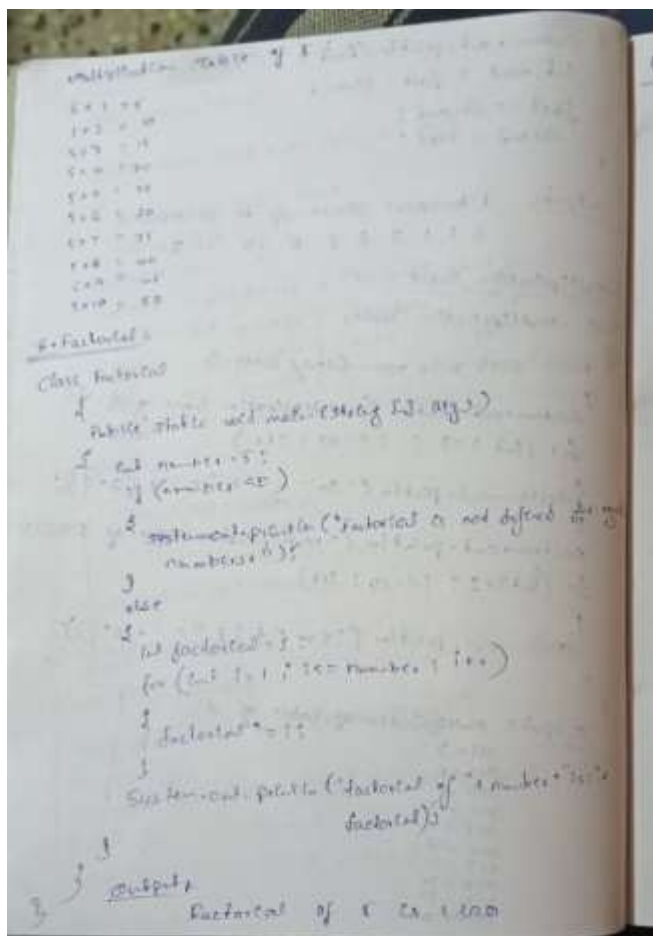 Multiplication table of 5
5 x 1 = 5
5 x 2 = 10
5 x 3 = 15
5 x 4 = 20
5 x 5 = 25
5 x 6 = 30
5 x 7 = 35
5 x 8 = 40
5 x 9 = 45
5 x 10 = 50
Factorial :
Class Factorial
{
Public static void main (String [] args)
{ int number = 5 ;
if (number
{ System.out.println ("Factorial is not defined for
numbers
}
else
{
int factorial = 1
for (int i = 1 ; i <= number ; i++)
{
factorial * = i ;
}
System.out.println ("factorial of " + number + "is: " +
factorial);
}
}
}
Output
Factorial of 5 is